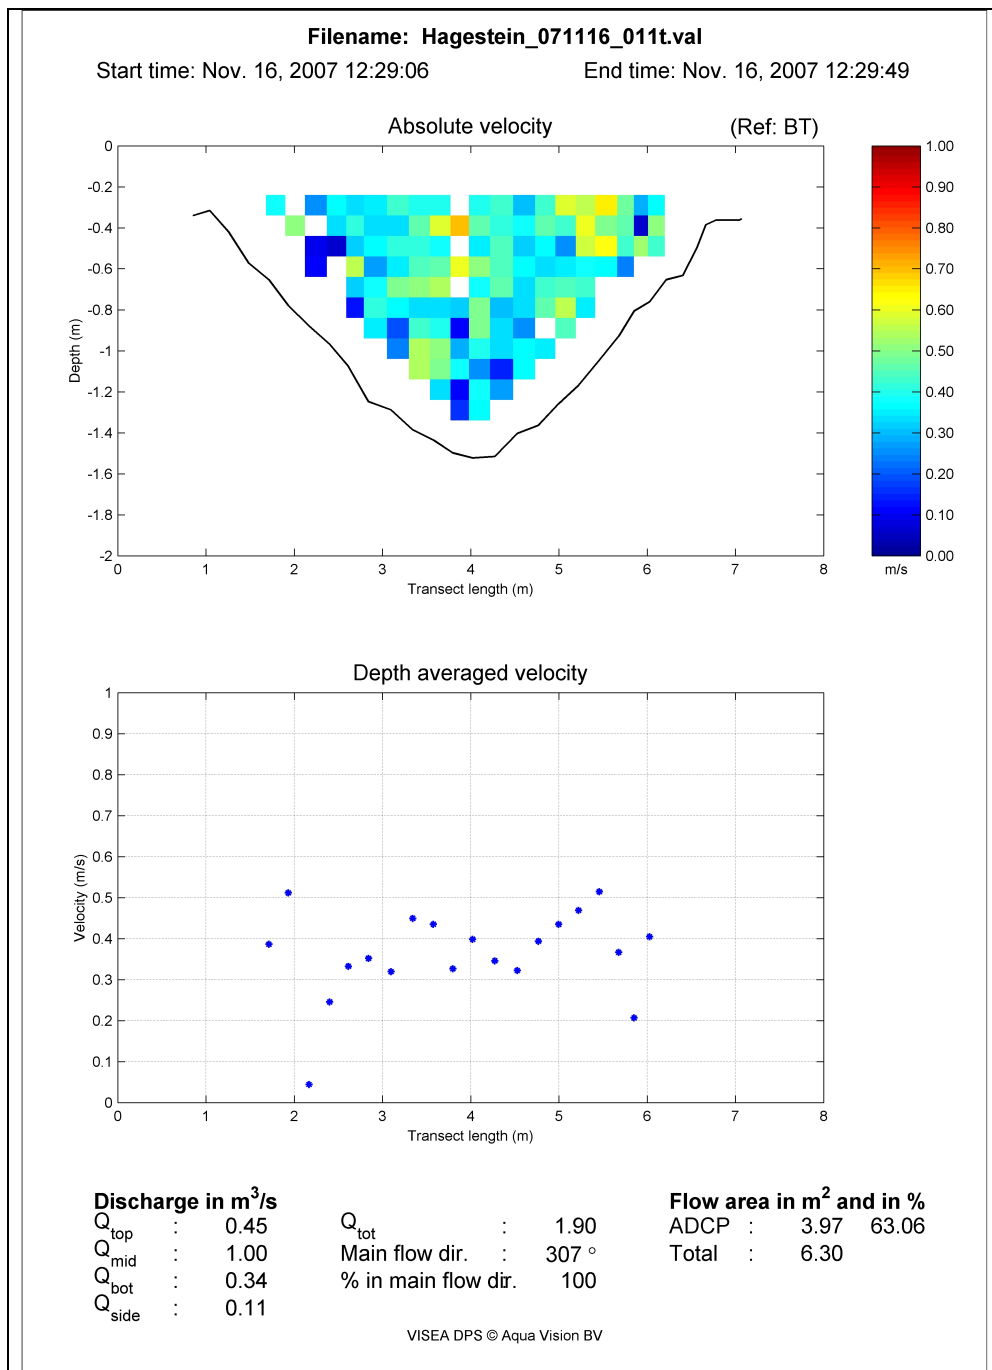 Filename: Hagestein_071116_011t.val
Start time: Nov. 16, 2007 12:29:06 End time: Nov. 16, 2007 12:29:49
Absolute velocity (Ref: BT)
0
-0.2
-0.4
-0.6
-0.8
-1
-1.2
-1.4
-1.6
-1.8
-2
Depth (m)
0 1 2 3 4 5 6 7 8
Transect length (m)
1.00
0.90
0.80
0.70
0.60
0.50
0.40
0.30
0.20
0.10
0.00
m/s
Depth averaged velocity
1
0.9
0.8
0.7
0.6
0.5
0.4
0.3
0.2
0.1
0
Velocity (m/s)
0 1 2 3 4 5 6 7 8
Transect length (m)
Discharge in m³/s Flow area in m² and in %
Qtop : 0.45 Qtot : 1.90 ADCP : 3.97 63.06
Qmid : 1.00 Main flow dir. : 307 ° Total : 6.30
Qbot : 0.34 % in main flow dir. : 100
Qside : 0.11
VISEA DPS © Aqua Vision BV